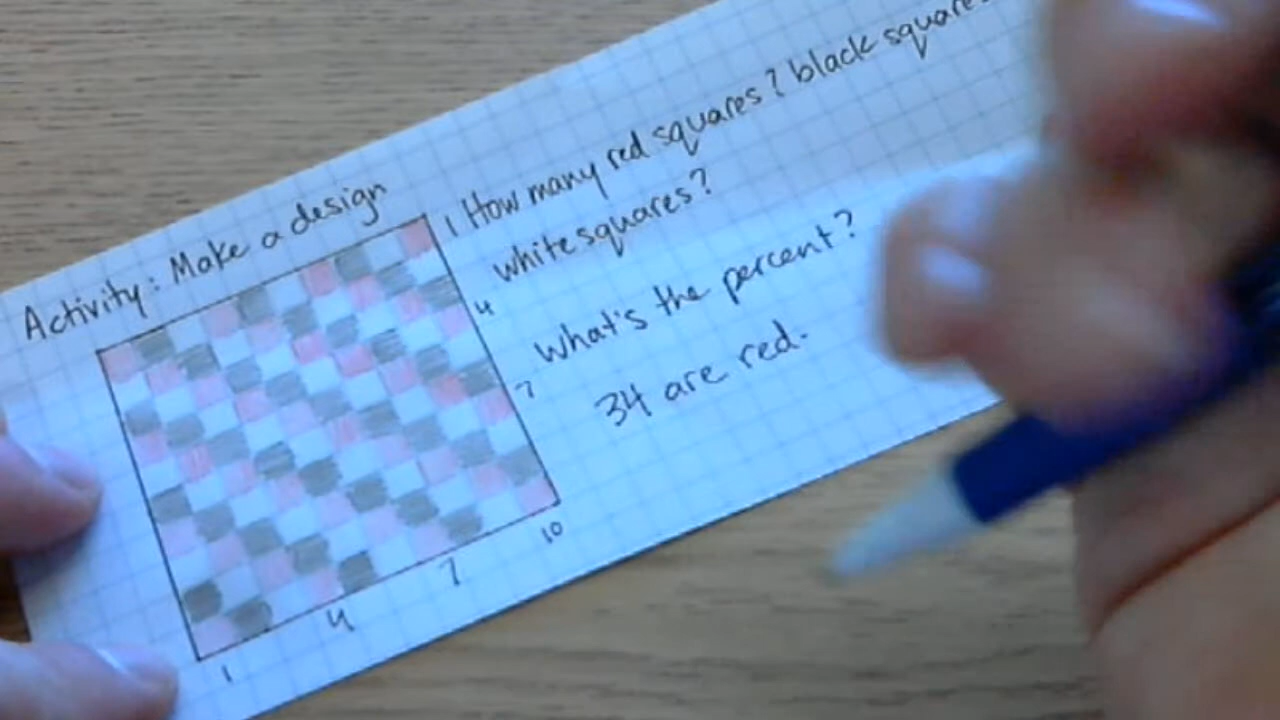 Activity: Make a design
How many red squares? black squares
white squares?
What's the percent?
34 are red.
1
4
7
10
1
4
7